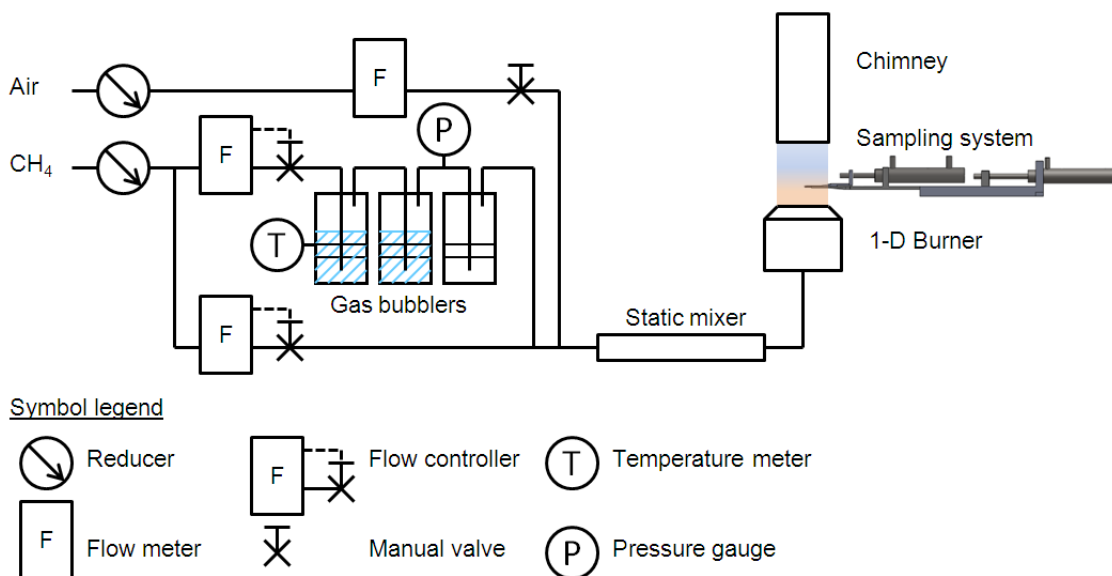 Air
F
Chimney
P
Sampling system
CH₄
F
T
1-D Burner
Gas bubblers
F
Static mixer
Symbol legend
Reducer
F
Flow controller
T
Temperature meter
F
Flow meter
Manual valve
P
Pressure gauge